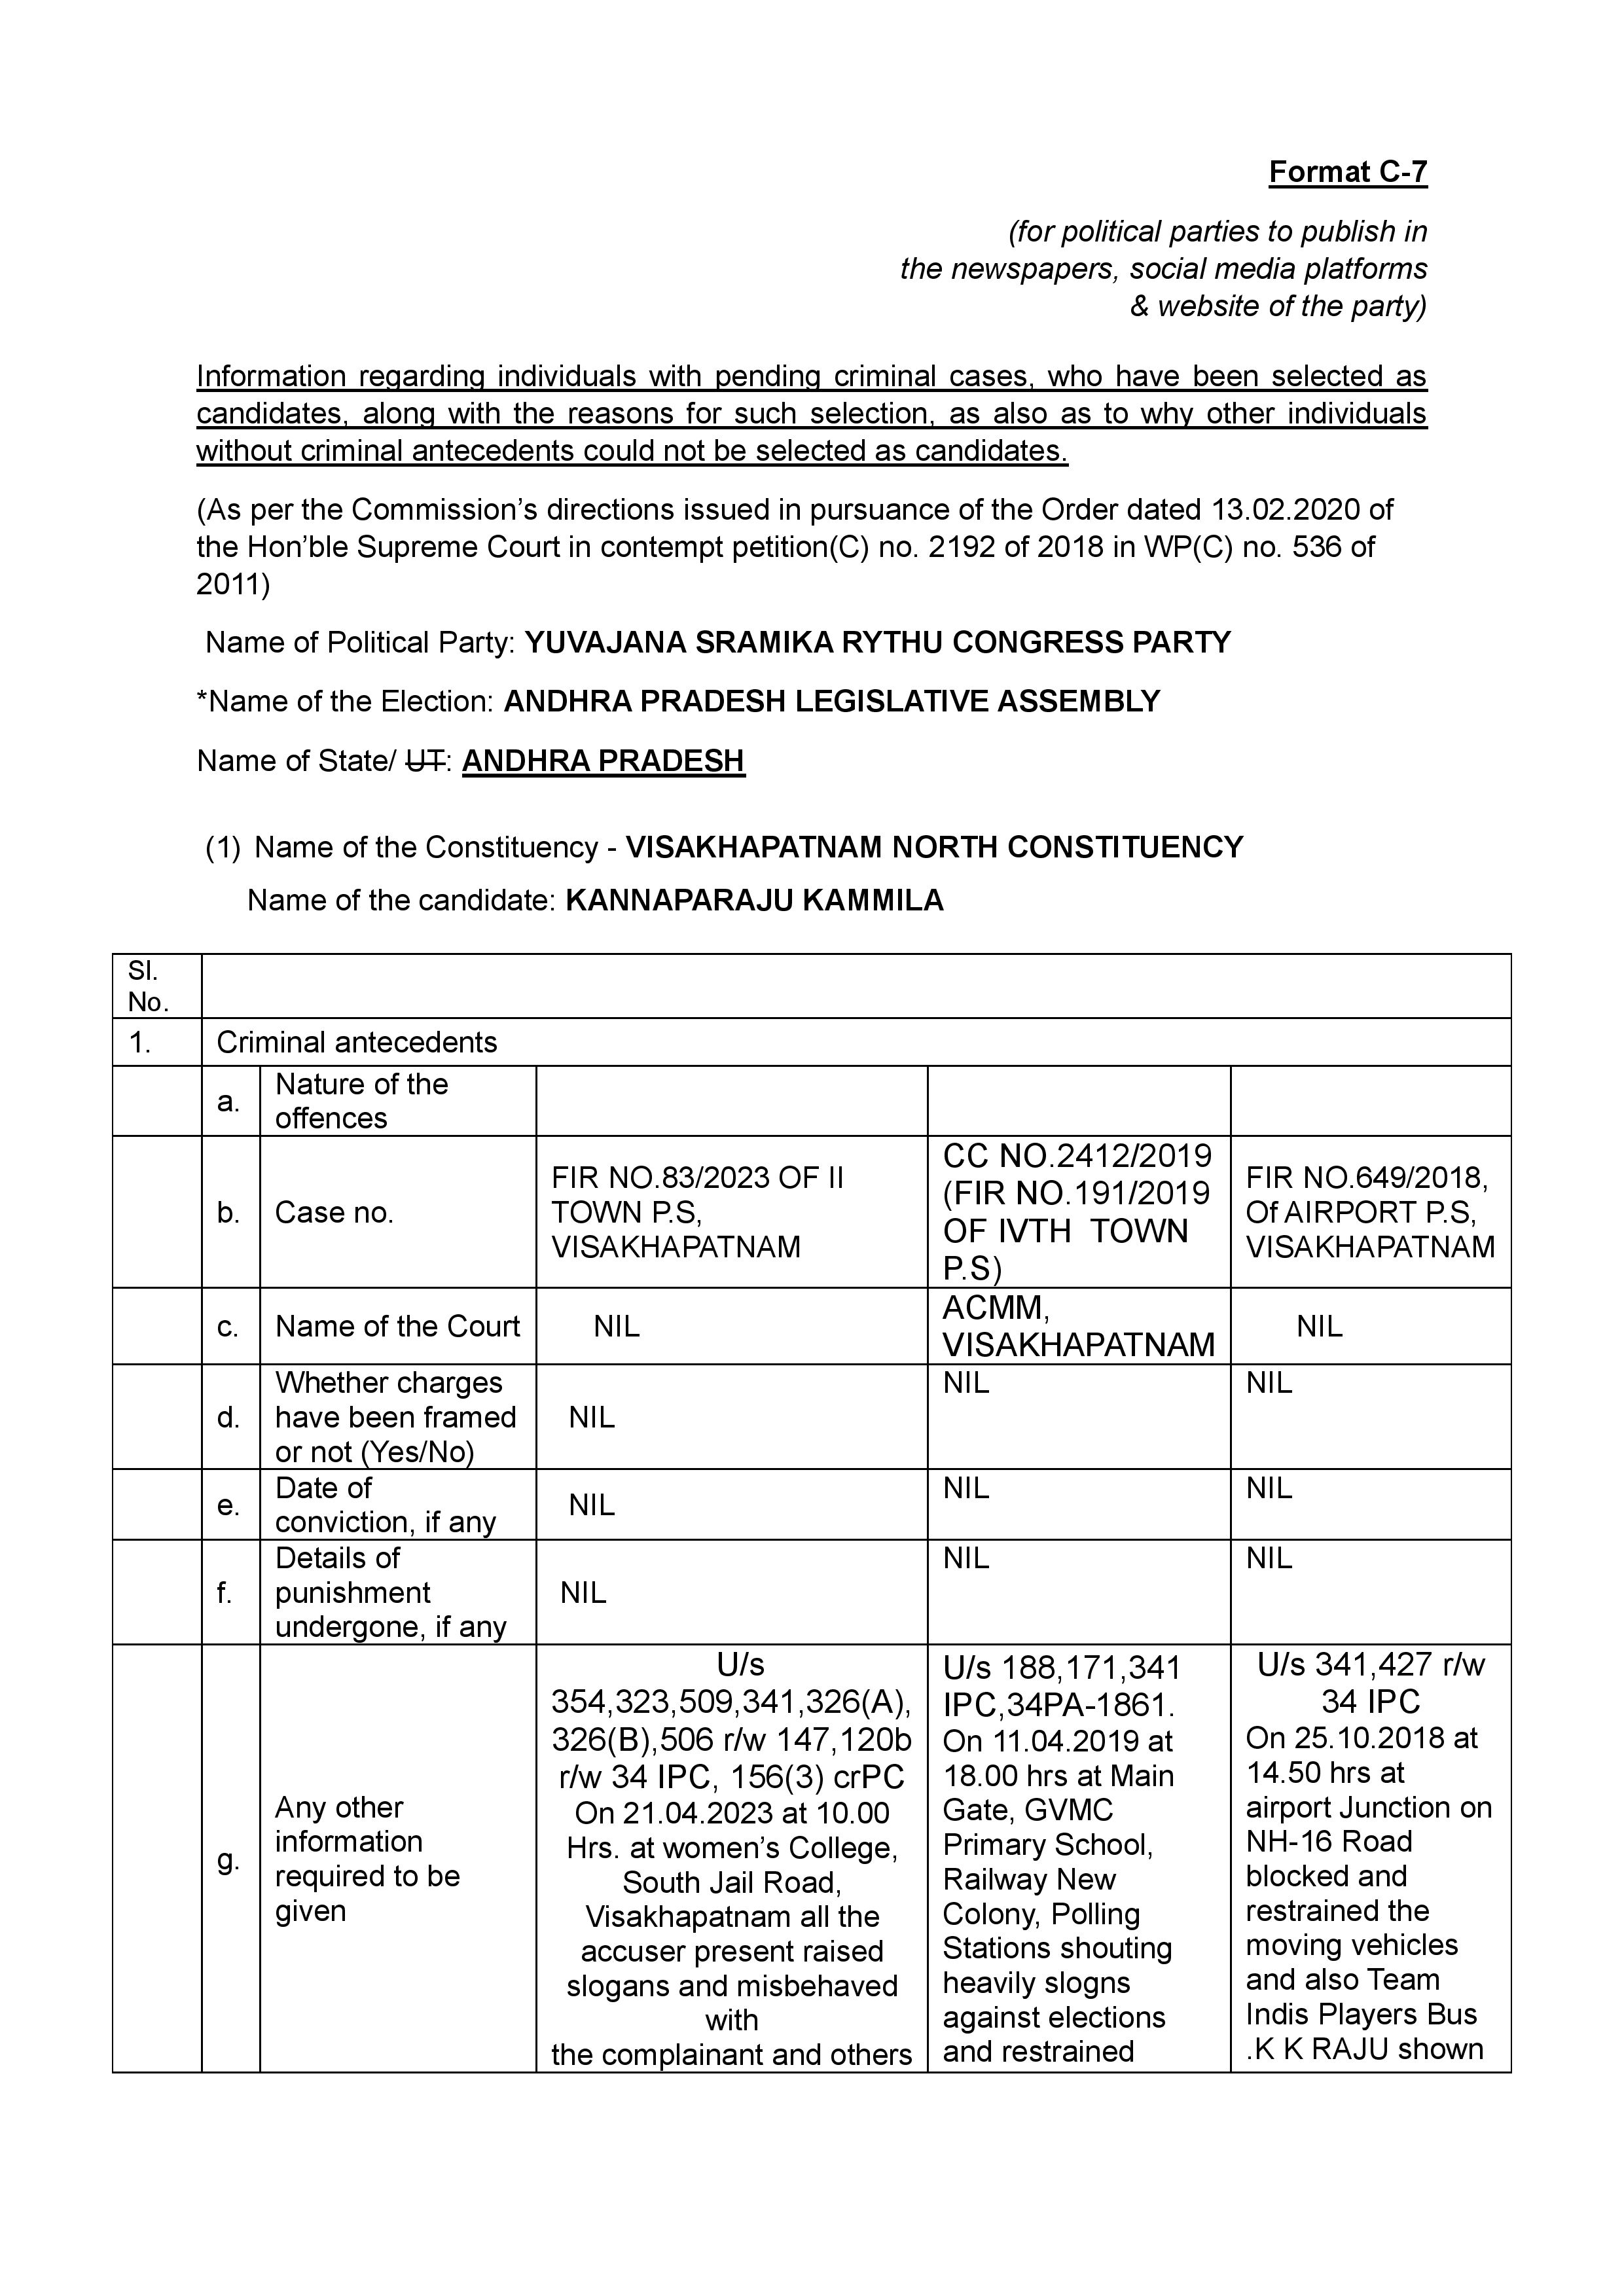 Format C-7
(for political parties to publish in
the newspapers, social media platforms
& website of the party)
Information regarding individuals with pending criminal cases, who have been selected as
candidates, along with the reasons for such selection, as also as to why other individuals
without criminal antecedents could not be selected as candidates.
(As per the Commission’s directions issued in pursuance of the Order dated 13.02.2020 of
the Hon’ble Supreme Court in contempt petition(C) no. 2192 of 2018 in WP(C) no. 536 of
2011)
Name of Political Party: YUVAJANA SRAMIKA RYTHU CONGRESS PARTY
*Name of the Election: ANDHRA PRADESH LEGISLATIVE ASSEMBLY
Name of State/ UT: ANDHRA PRADESH
(1) Name of the Constituency - VISAKHAPATNAM NORTH CONSTITUENCY
Name of the candidate: KANNAPARAJU KAMMILA
Sl.
No.
1.
Criminal antecedents
a.
Nature of the
offences
b.
Case no.
FIR NO.83/2023 OF II
TOWN P.S,
VISAKHAPATNAM
CC NO.2412/2019
(FIR NO.191/2019
OF IVTH TOWN
P.S)
FIR NO.649/2018,
Of AIRPORT P.S,
VISAKHAPATNAM
c.
Name of the Court
NIL
ACMM,
VISAKHAPATNAM
NIL
d.
Whether charges
have been framed
or not (Yes/No)
NIL
NIL
NIL
e.
Date of
conviction, if any
NIL
NIL
NIL
f.
Details of
punishment
undergone, if any
NIL
NIL
NIL
g.
Any other
information
required to be
given
U/s
354,323,509,341,326(A),
326(B),506 r/w 147,120b
r/w 34 IPC, 156(3) crPC
On 21.04.2023 at 10.00
Hrs. at women’s College,
South Jail Road,
Visakhapatnam all the
accuser present raised
slogans and misbehaved
with
the complainant and others
U/s 188,171,341
IPC,34PA-1861.
On 11.04.2019 at
18.00 hrs at Main
Gate, GVMC
Primary School,
Railway New
Colony, Polling
Stations shouting
heavily slogns
against elections
and restrained
U/s 341,427 r/w
34 IPC
On 25.10.2018 at
14.50 hrs at
airport Junction on
NH-16 Road
blocked and
restrained the
moving vehicles
and also Team
Indis Players Bus
.K K RAJU shown